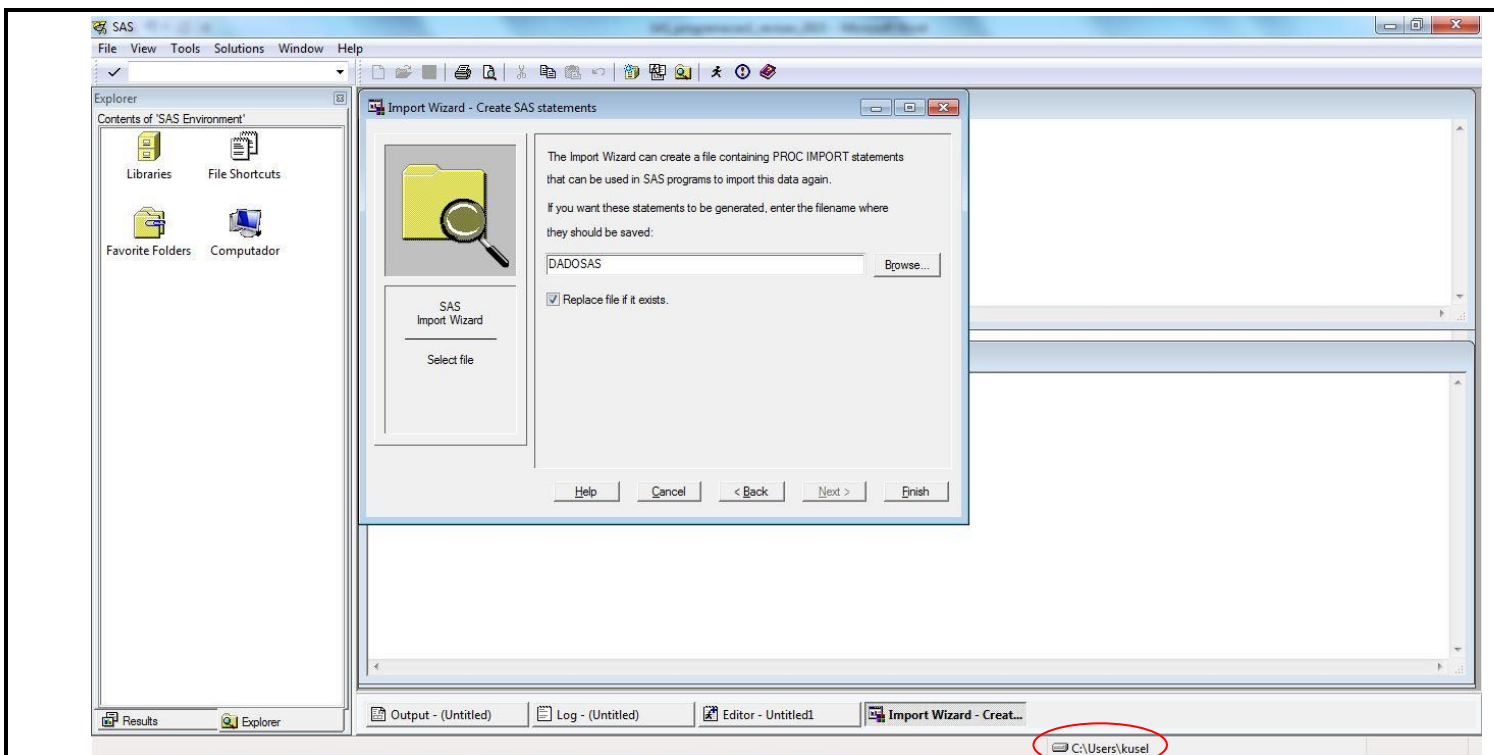 SAS
File View Tools Solutions Window Help
Explorer
Contents of 'SAS Environment'
Libraries
File Shortcuts
Favorite Folders
Computador
Import Wizard - Create SAS statements
SAS
Import Wizard
Select file
The Import Wizard can create a file containing PROC IMPORT statements
that can be used in SAS programs to import this data again.
If you want these statements to be generated, enter the filename where
they should be saved:
DADOSAS
Browse...
Replace file if it exists.
Help
Cancel
< Back
Next >
Finish
Results
Explorer
Output - (Untitled)
Log - (Untitled)
Editor - Untitled1
Import Wizard - Creat...
C:\Users\kusel